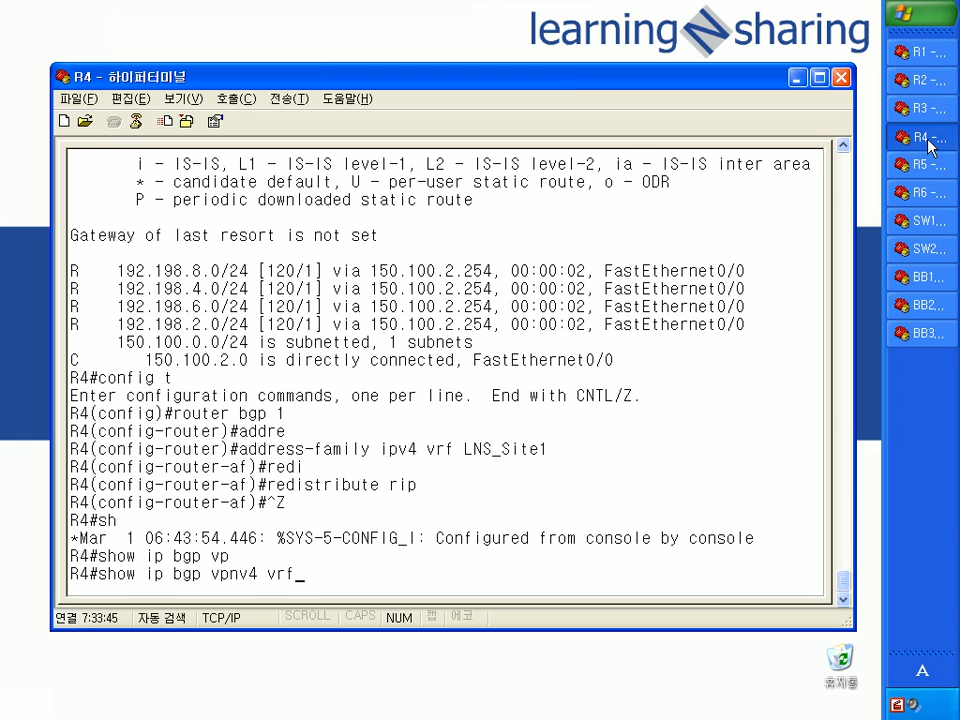 learning N sharing
R4 - 하이퍼터미널
파일(F) 편집(E) 보기(V) 호출(C) 전송(T) 도움말(H)
i - IS-IS, L1 - IS-IS level-1, L2 - IS-IS level-2, ia - IS-IS inter area
* - candidate default, U - per-user static route, o - ODR
P - periodic downloaded static route
Gateway of last resort is not set
R    192.198.8.0/24 [120/1] via 150.100.2.254, 00:00:02, FastEthernet0/0
R    192.198.4.0/24 [120/1] via 150.100.2.254, 00:00:02, FastEthernet0/0
R    192.198.6.0/24 [120/1] via 150.100.2.254, 00:00:02, FastEthernet0/0
R    192.198.2.0/24 [120/1] via 150.100.2.254, 00:00:02, FastEthernet0/0
150.100.0.0/24 is subnetted, 1 subnets
C       150.100.2.0 is directly connected, FastEthernet0/0
R4#config t
Enter configuration commands, one per line.  End with CNTL/Z.
R4(config)#router bgp 1
R4(config-router)#addre
R4(config-router)#address-family ipv4 vrf LNS_Site1
R4(config-router-af)#redi
R4(config-router-af)#redistribute rip
R4(config-router-af)#^Z
R4#sh
*Mar  1 06:43:54.446: %SYS-5-CONFIG_I: Configured from console by console
R4#show ip bgp vp
R4#show ip bgp vpnv4 vrf_
연결 7:33:45 자동 검색 TCP/IP SCROLL CAPS NUM 캡 에코
휴지통
R1 -...
R2 -...
R3 -...
R4 -...
R5 -...
R6 -...
SW1...
SW2...
BB1...
BB2...
BB3...
A